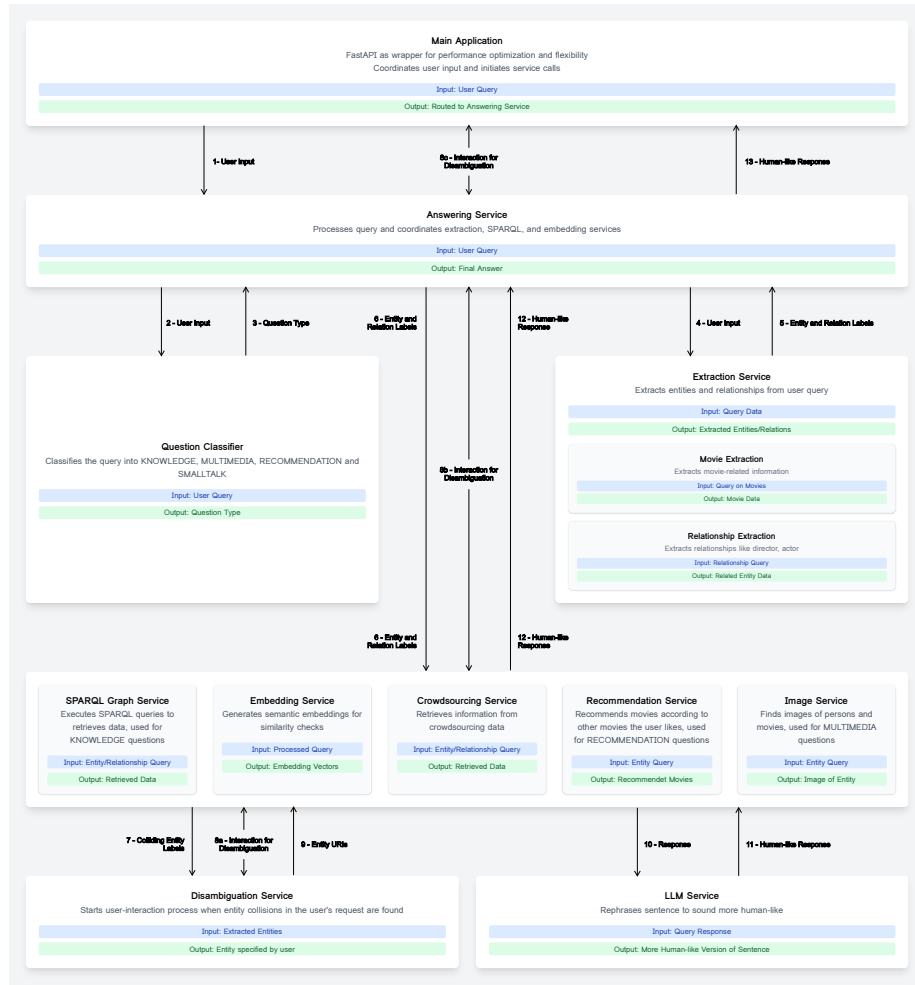 Main Application
FastAPI as wrapper for performance optimization and flexibility
Coordinates user input and initiates service calls
Input: User Query
Output: Routed to Answering Service
1- User Input
8c - Interaction for
Disambiguation
13 - Human-like Response
Answering Service
Processes query and coordinates extraction, SPARQL, and embedding services
Input: User Query
Output: Final Answer
2 - User Input
3 - Question Type
6 - Entity and
Relation Labels
12 - Human-like
Response
4 - User Input
5 - Entity and Relation Labels
Question Classifier
Classifies the query into KNOWLEDGE, MULTIMEDIA, RECOMMENDATION and
SMALLTALK
Input: User Query
Output: Question Type
8b - Interaction for
Disambiguation
Extraction Service
Extracts entities and relationships from user query
Input: Query Data
Output: Extracted Entities/Relations
Movie Extraction
Extracts movie-related information
Input: Query on Movies
Output: Movie Data
Relationship Extraction
Extracts relationships like director, actor
Input: Relationship Query
Output: Related Entity Data
6 - Entity and
Relation Labels
12 - Human-like
Response
SPARQL Graph Service
Executes SPARQL queries to
retrieves data, used for
KNOWLEDGE questions
Input: Entity/Relationship Query
Output: Retrieved Data
Embedding Service
Generates semantic embeddings for
similarity checks
Input: Processed Query
Output: Embedding Vectors
Crowdsourcing Service
Retrieves information from
crowdsourcing data
Input: Entity/Relationship Query
Output: Retrieved Data
Recommendation Service
Recommends movies according to
other movies the user likes, used
for RECOMMENDATION questions
Input: Entity Query
Output: Recommendet Movies
Image Service
Finds images of persons and
movies, used for MULTIMEDIA
questions
Input: Entity Query
Output: Image of Entity
7 - Colliding Entity
Labels
8a - Interaction for
Disambiguation
9 - Entity URIs
10 - Response
11 - Human-like Response
Disambiguation Service
Starts user-interaction process when entity collisions in the user's request are found
Input: Extracted Entities
Output: Entity specified by user
LLM Service
Rephrases sentence to sound more human-like
Input: Query Response
Output: More Human-like Version of Sentence